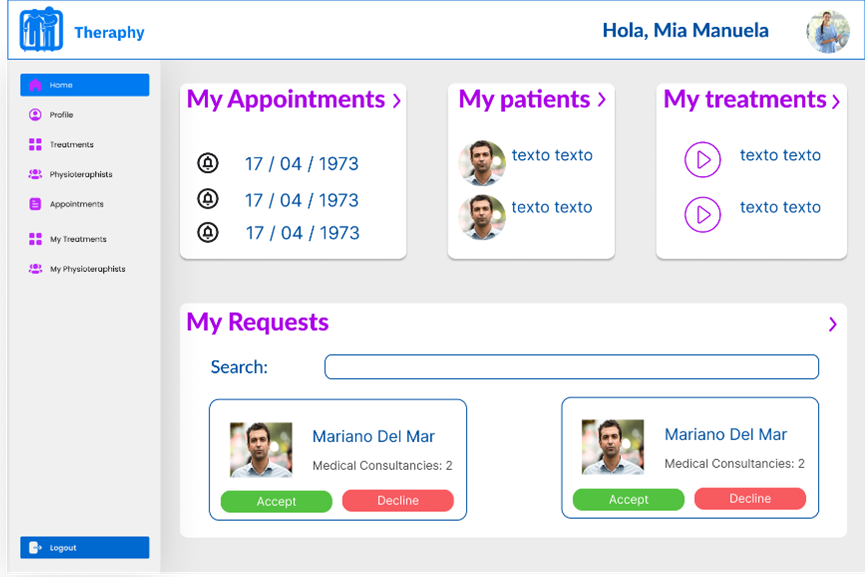 Theraphy
Hola, Mia Manuela
Home
Profile
Treatments
Physioteraphists
Appointments
My Treatments
My Physioteraphists
Logout
My Appointments
17 / 04 / 1973
17 / 04 / 1973
17 / 04 / 1973
My patients
texto texto
texto texto
My treatments
texto texto
texto texto
My Requests
Search:
Mariano Del Mar
Medical Consultancies: 2
Accept
Decline
Mariano Del Mar
Medical Consultancies: 2
Accept
Decline